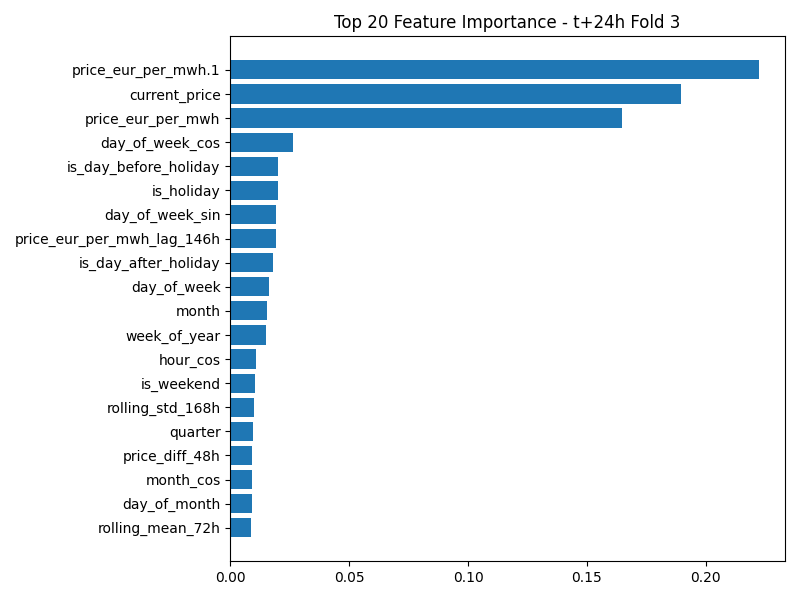 Top 20 Feature Importance - t+24h Fold 3
price_eur_per_mwh.1
current_price
price_eur_per_mwh
day_of_week_cos
is_day_before_holiday
is_holiday
day_of_week_sin
price_eur_per_mwh_lag_146h
is_day_after_holiday
day_of_week
month
week_of_year
hour_cos
is_weekend
rolling_std_168h
quarter
price_diff_48h
month_cos
day_of_month
rolling_mean_72h
0.00 0.05 0.10 0.15 0.20